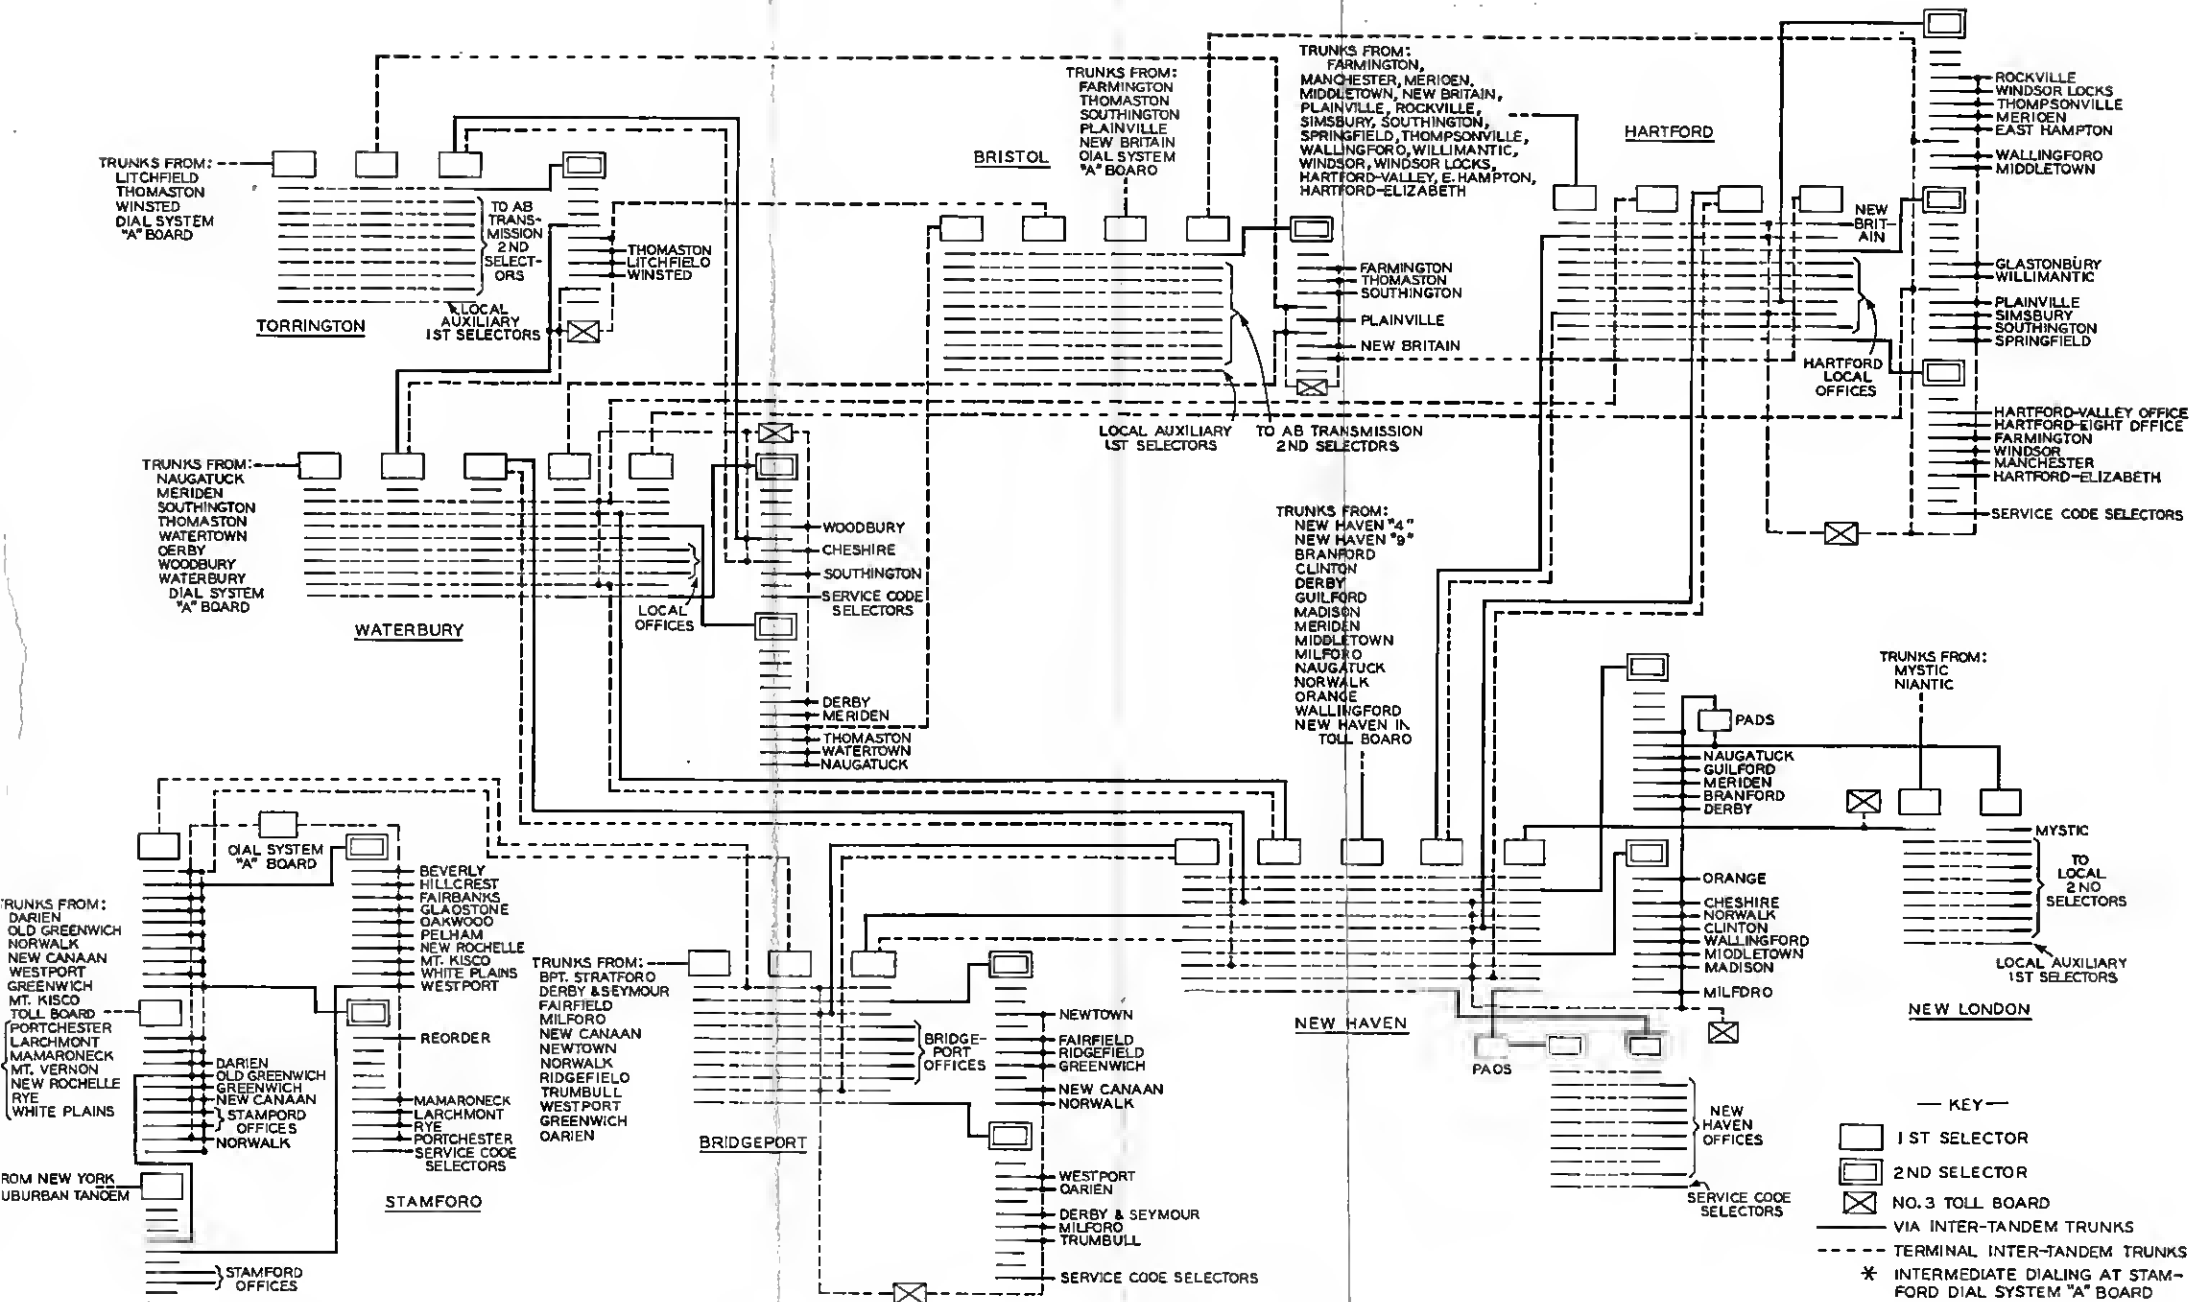 TRUNKS FROM:
LITCHFIELD
THOMASTON
WINSTED
DIAL SYSTEM
"A" BOARD
TO AB
TRANS-
MISSION
2ND
SELECT-
ORS
THOMASTON
LITCHFIELD
WINSTED
LOCAL
AUXILIARY
1ST SELECTORS
TORRINGTON
TRUNKS FROM:
FARMINGTON
THOMASTON
SOUTHINGTON
PLAINVILLE
NEW BRITAIN
DIAL SYSTEM
"A" BOARD
BRISTOL
FARMINGTON
THOMASTON
SOUTHINGTON
PLAINVILLE
NEW BRITAIN
LOCAL AUXILIARY
1ST SELECTORS
TO AB TRANSMISSION
2ND SELECTORS
TRUNKS FROM:
FARMINGTON,
MANCHESTER, MERIDEN,
MIDDLETOWN, NEW BRITAIN,
PLAINVILLE, ROCKVILLE,
SIMSBURY, SOUTHINGTON,
SPRINGFIELD, THOMPSONVILLE,
WALLINGFORD, WILLIMANTIC,
WINDSOR, WINDSOR LOCKS,
HARTFORD-VALLEY, E. HAMPTON,
HARTFORD-ELIZABETH
HARTFORD
NEW
BRIT-
AIN
HARTFORD
LOCAL
OFFICES
ROCKVILLE
WINDSOR LOCKS
THOMPSONVILLE
MERIDEN
EAST HAMPTON
WALLINGFORD
MIDDLETOWN
GLASTONBURY
WILLIMANTIC
PLAINVILLE
SIMSBURY
SOUTHINGTON
SPRINGFIELD
HARTFORD-VALLEY OFFICE
HARTFORD-EIGHT OFFICE
FARMINGTON
WINDSOR
MANCHESTER
HARTFORD-ELIZABETH
SERVICE CODE SELECTORS
TRUNKS FROM:
NAUGATUCK
MERIDEN
SOUTHINGTON
THOMASTON
WATERTOWN
DERBY
WOODBURY
WATERBURY
DIAL SYSTEM
"A" BOARD
LOCAL
OFFICES
WATERBURY
WOODBURY
CHESHIRE
SOUTHINGTON
SERVICE CODE
SELECTORS
DERBY
MERIDEN
THOMASTON
WATERTOWN
NAUGATUCK
TRUNKS FROM:
NEW HAVEN "4"
NEW HAVEN "9"
BRANFORD
CLINTON
DERBY
GUILFORD
MADISON
MERIDEN
MIDDLETOWN
MILFORD
NAUGATUCK
NORWALK
ORANGE
WALLINGFORD
NEW HAVEN IN
TOLL BOARD
PADS
NAUGATUCK
GUILFORD
MERIDEN
BRANFORD
DERBY
ORANGE
CHESHIRE
NORWALK
CLINTON
WALLINGFORD
MIDDLETOWN
MADISON
MILFORD
NEW HAVEN
PADS
NEW
HAVEN
OFFICES
SERVICE CODE
SELECTORS
TRUNKS FROM:
MYSTIC
NIANTIC
MYSTIC
TO
LOCAL
2ND
SELECTORS
LOCAL AUXILIARY
1ST SELECTORS
NEW LONDON
DIAL SYSTEM
"A" BOARD
TRUNKS FROM:
DARIEN
OLD GREENWICH
NORWALK
NEW CANAAN
WESTPORT
GREENWICH
MT. KISCO
TOLL BOARD
PORTCHESTER
LARCHMONT
MAMARONECK
MT. VERNON
NEW ROCHELLE
RYE
WHITE PLAINS
FROM NEW YORK
SUBURBAN TANDEM
DARIEN
OLD GREENWICH
GREENWICH
NEW CANAAN
STAMFORD
OFFICES
NORWALK
STAMFORD
OFFICES
BEVERLY
HILLCREST
FAIRBANKS
GLADSTONE
OAKWOOD
PELHAM
NEW ROCHELLE
MT. KISCO
WHITE PLAINS
WESTPORT
REORDER
MAMARONECK
LARCHMONT
RYE
PORTCHESTER
SERVICE CODE
SELECTORS
STAMFORD
TRUNKS FROM:
BPT. STRATFORD
DERBY & SEYMOUR
FAIRFIELD
MILFORD
NEW CANAAN
NEWTOWN
NORWALK
RIDGEFIELD
TRUMBULL
WESTPORT
GREENWICH
DARIEN
BRIDGE-
PORT
OFFICES
BRIDGEPORT
NEWTOWN
FAIRFIELD
RIDGEFIELD
GREENWICH
NEW CANAAN
NORWALK
WESTPORT
DARIEN
DERBY & SEYMOUR
MILFORD
TRUMBULL
SERVICE CODE SELECTORS
— KEY —
1ST SELECTOR
2ND SELECTOR
NO. 3 TOLL BOARD
VIA INTER-TANDEM TRUNKS
TERMINAL INTER-TANDEM TRUNKS
* INTERMEDIATE DIALING AT STAM-
FORD DIAL SYSTEM "A" BOARD